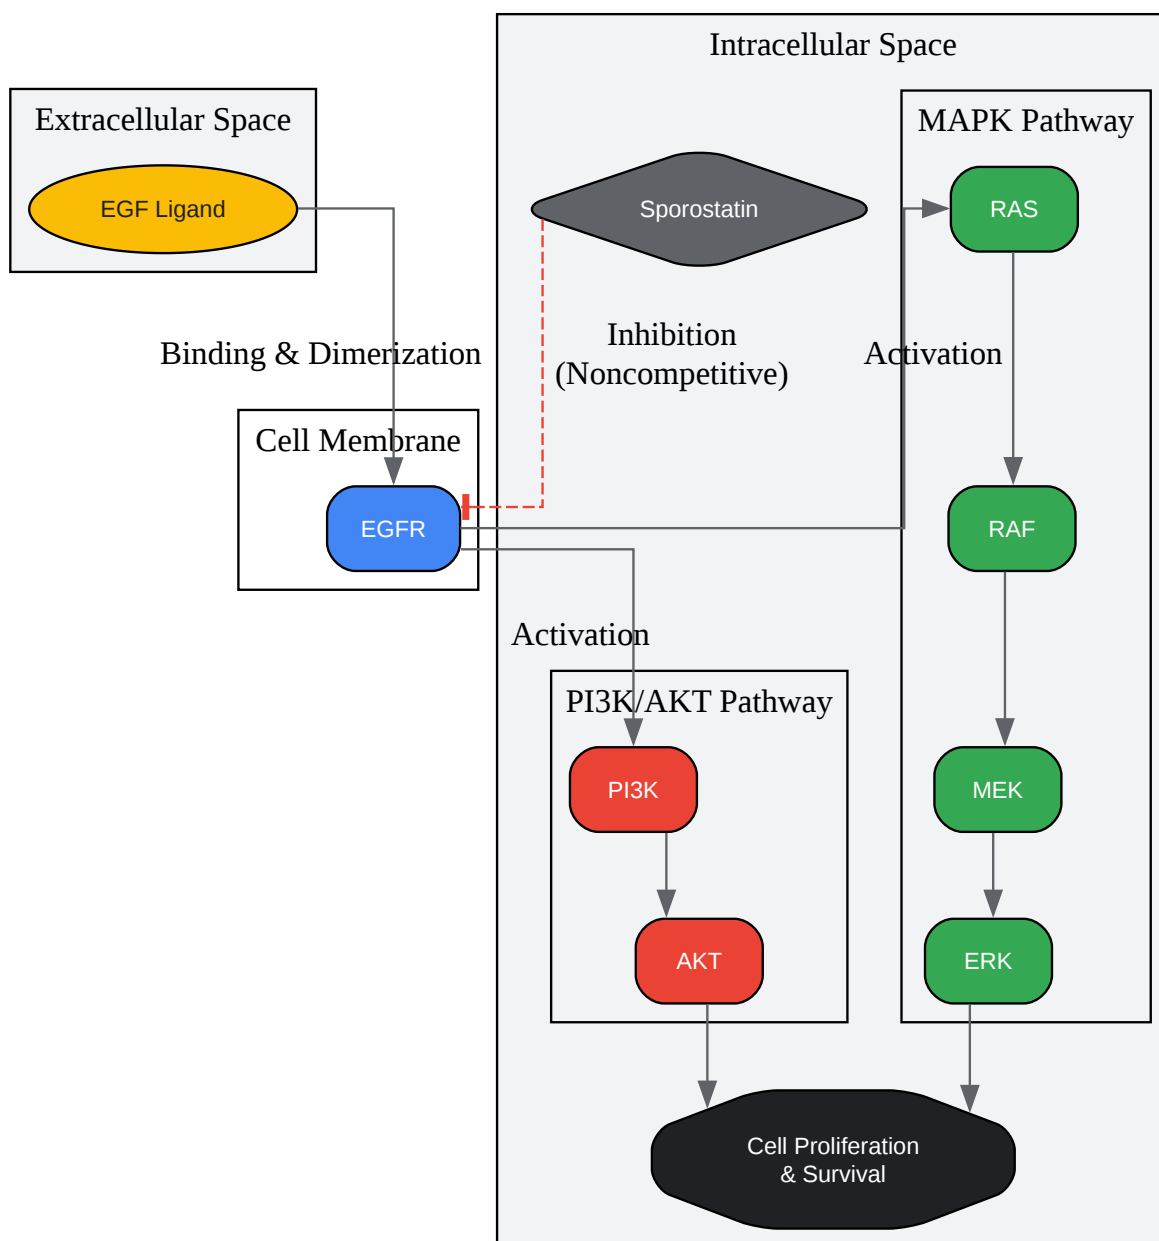 Intracellular Space
Extracellular Space
MAPK Pathway
EGF Ligand
Sporostatin
RAS
Inhibition
(Noncompetitive)
Binding & Dimerization
Activation
Cell Membrane
EGFR
RAF
Activation
PI3K/AKT Pathway
PI3K
MEK
AKT
ERK
Cell Proliferation
& Survival